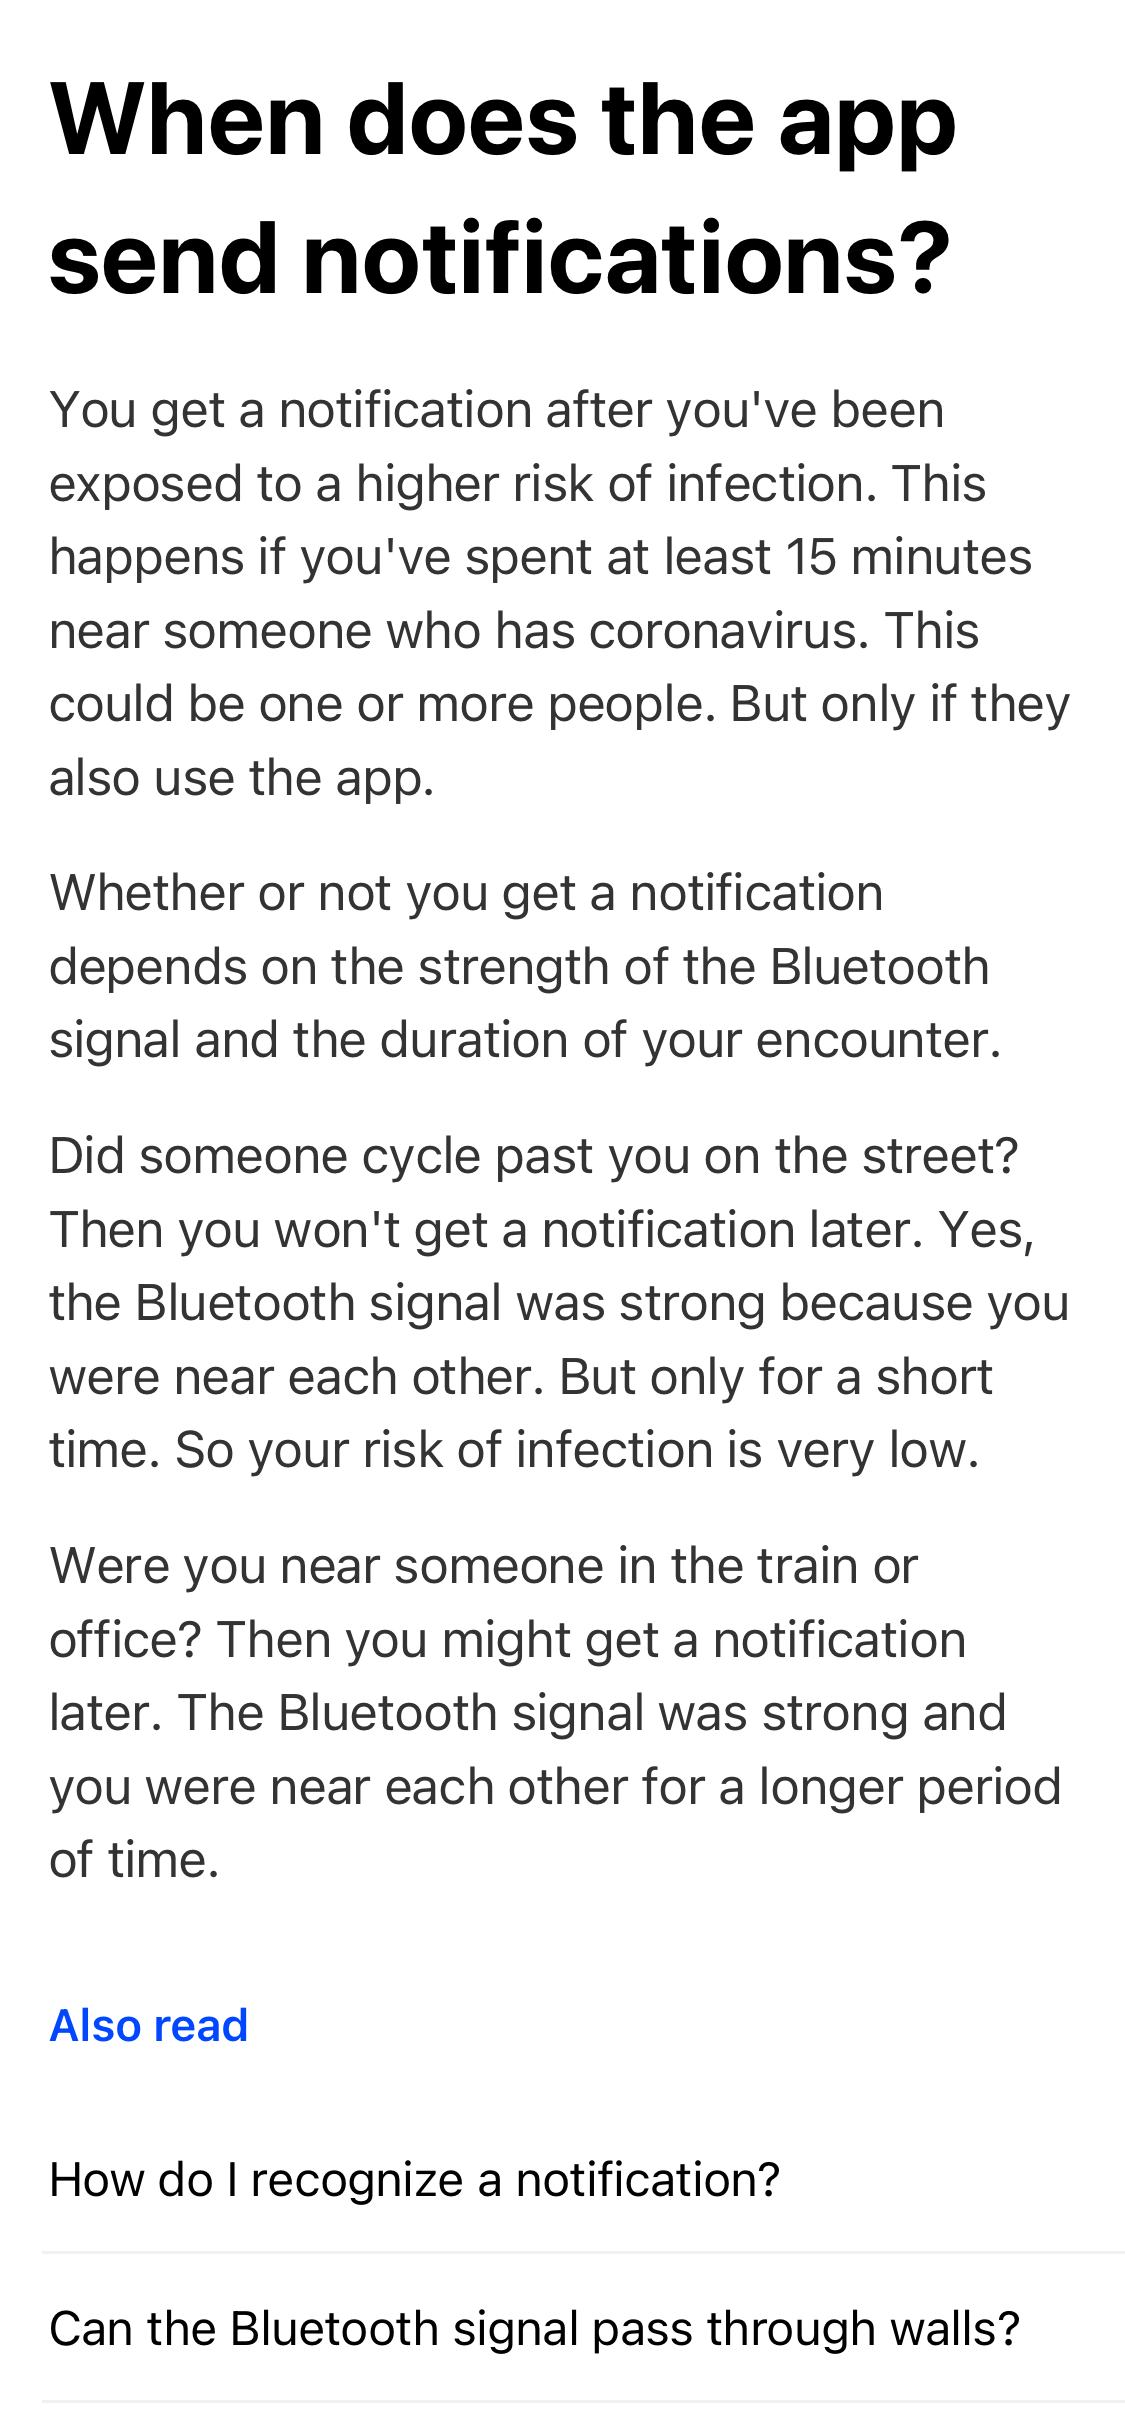 When does the app
send notifications?
You get a notification after you've been
exposed to a higher risk of infection. This
happens if you've spent at least 15 minutes
near someone who has coronavirus. This
could be one or more people. But only if they
also use the app.
Whether or not you get a notification
depends on the strength of the Bluetooth
signal and the duration of your encounter.
Did someone cycle past you on the street?
Then you won't get a notification later. Yes,
the Bluetooth signal was strong because you
were near each other. But only for a short
time. So your risk of infection is very low.
Were you near someone in the train or
office? Then you might get a notification
later. The Bluetooth signal was strong and
you were near each other for a longer period
of time.
Also read
How do I recognize a notification?
Can the Bluetooth signal pass through walls?